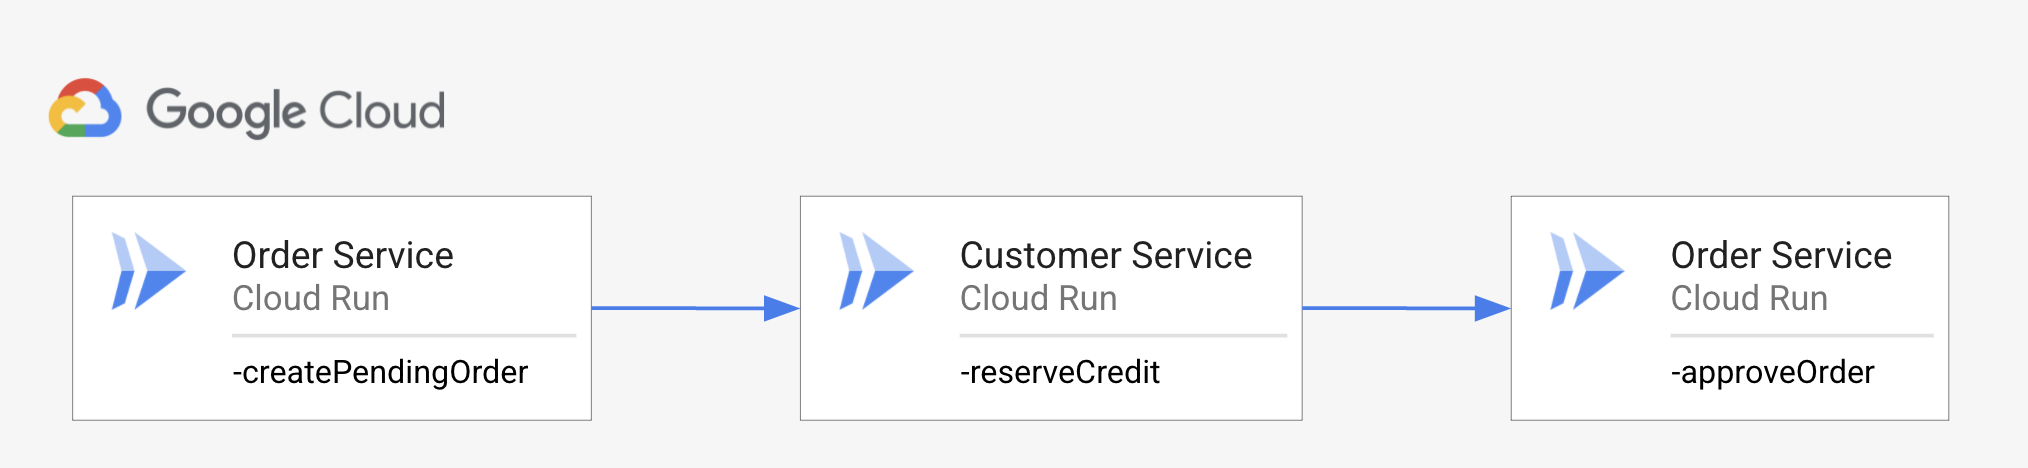 Google Cloud
Order Service
Cloud Run
-createPendingOrder
Customer Service
Cloud Run
-reserveCredit
Order Service
Cloud Run
-approveOrder